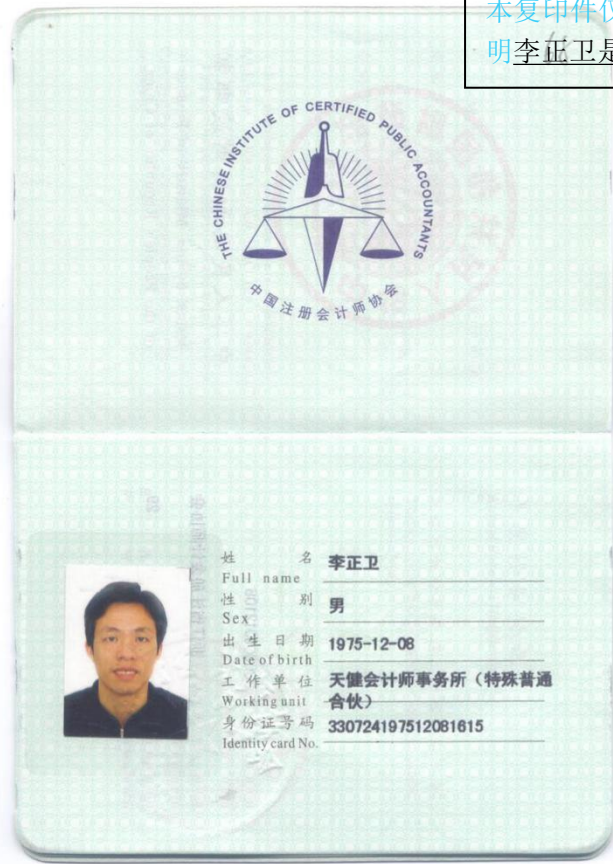 本复印件仅
明李正卫是
THE CHINESE INSTITUTE OF CERTIFIED PUBLIC ACCOUNTANTS
中国注册会计师协会
姓名 李正卫
Full name
性别 男
Sex
出生日期 1975-12-08
Date of birth
工作单位 天健会计师事务所（特殊普通
Working unit 合伙）
身份证号码 330724197512081615
Identity card No.